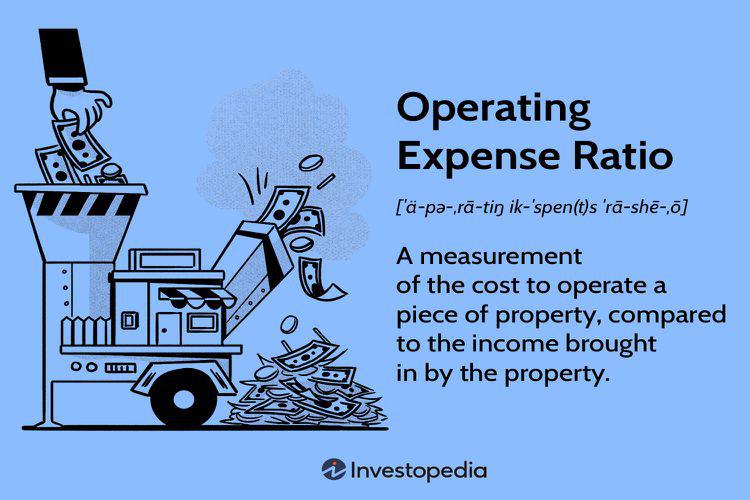 Operating
Expense Ratio
[ˈä-pə-ˌrā-tiŋ ik-ˈspen(t)s ˈrā-shē-ˌō]
A measurement
of the cost to operate a
piece of property, compared
to the income brought
in by the property.
Investopedia